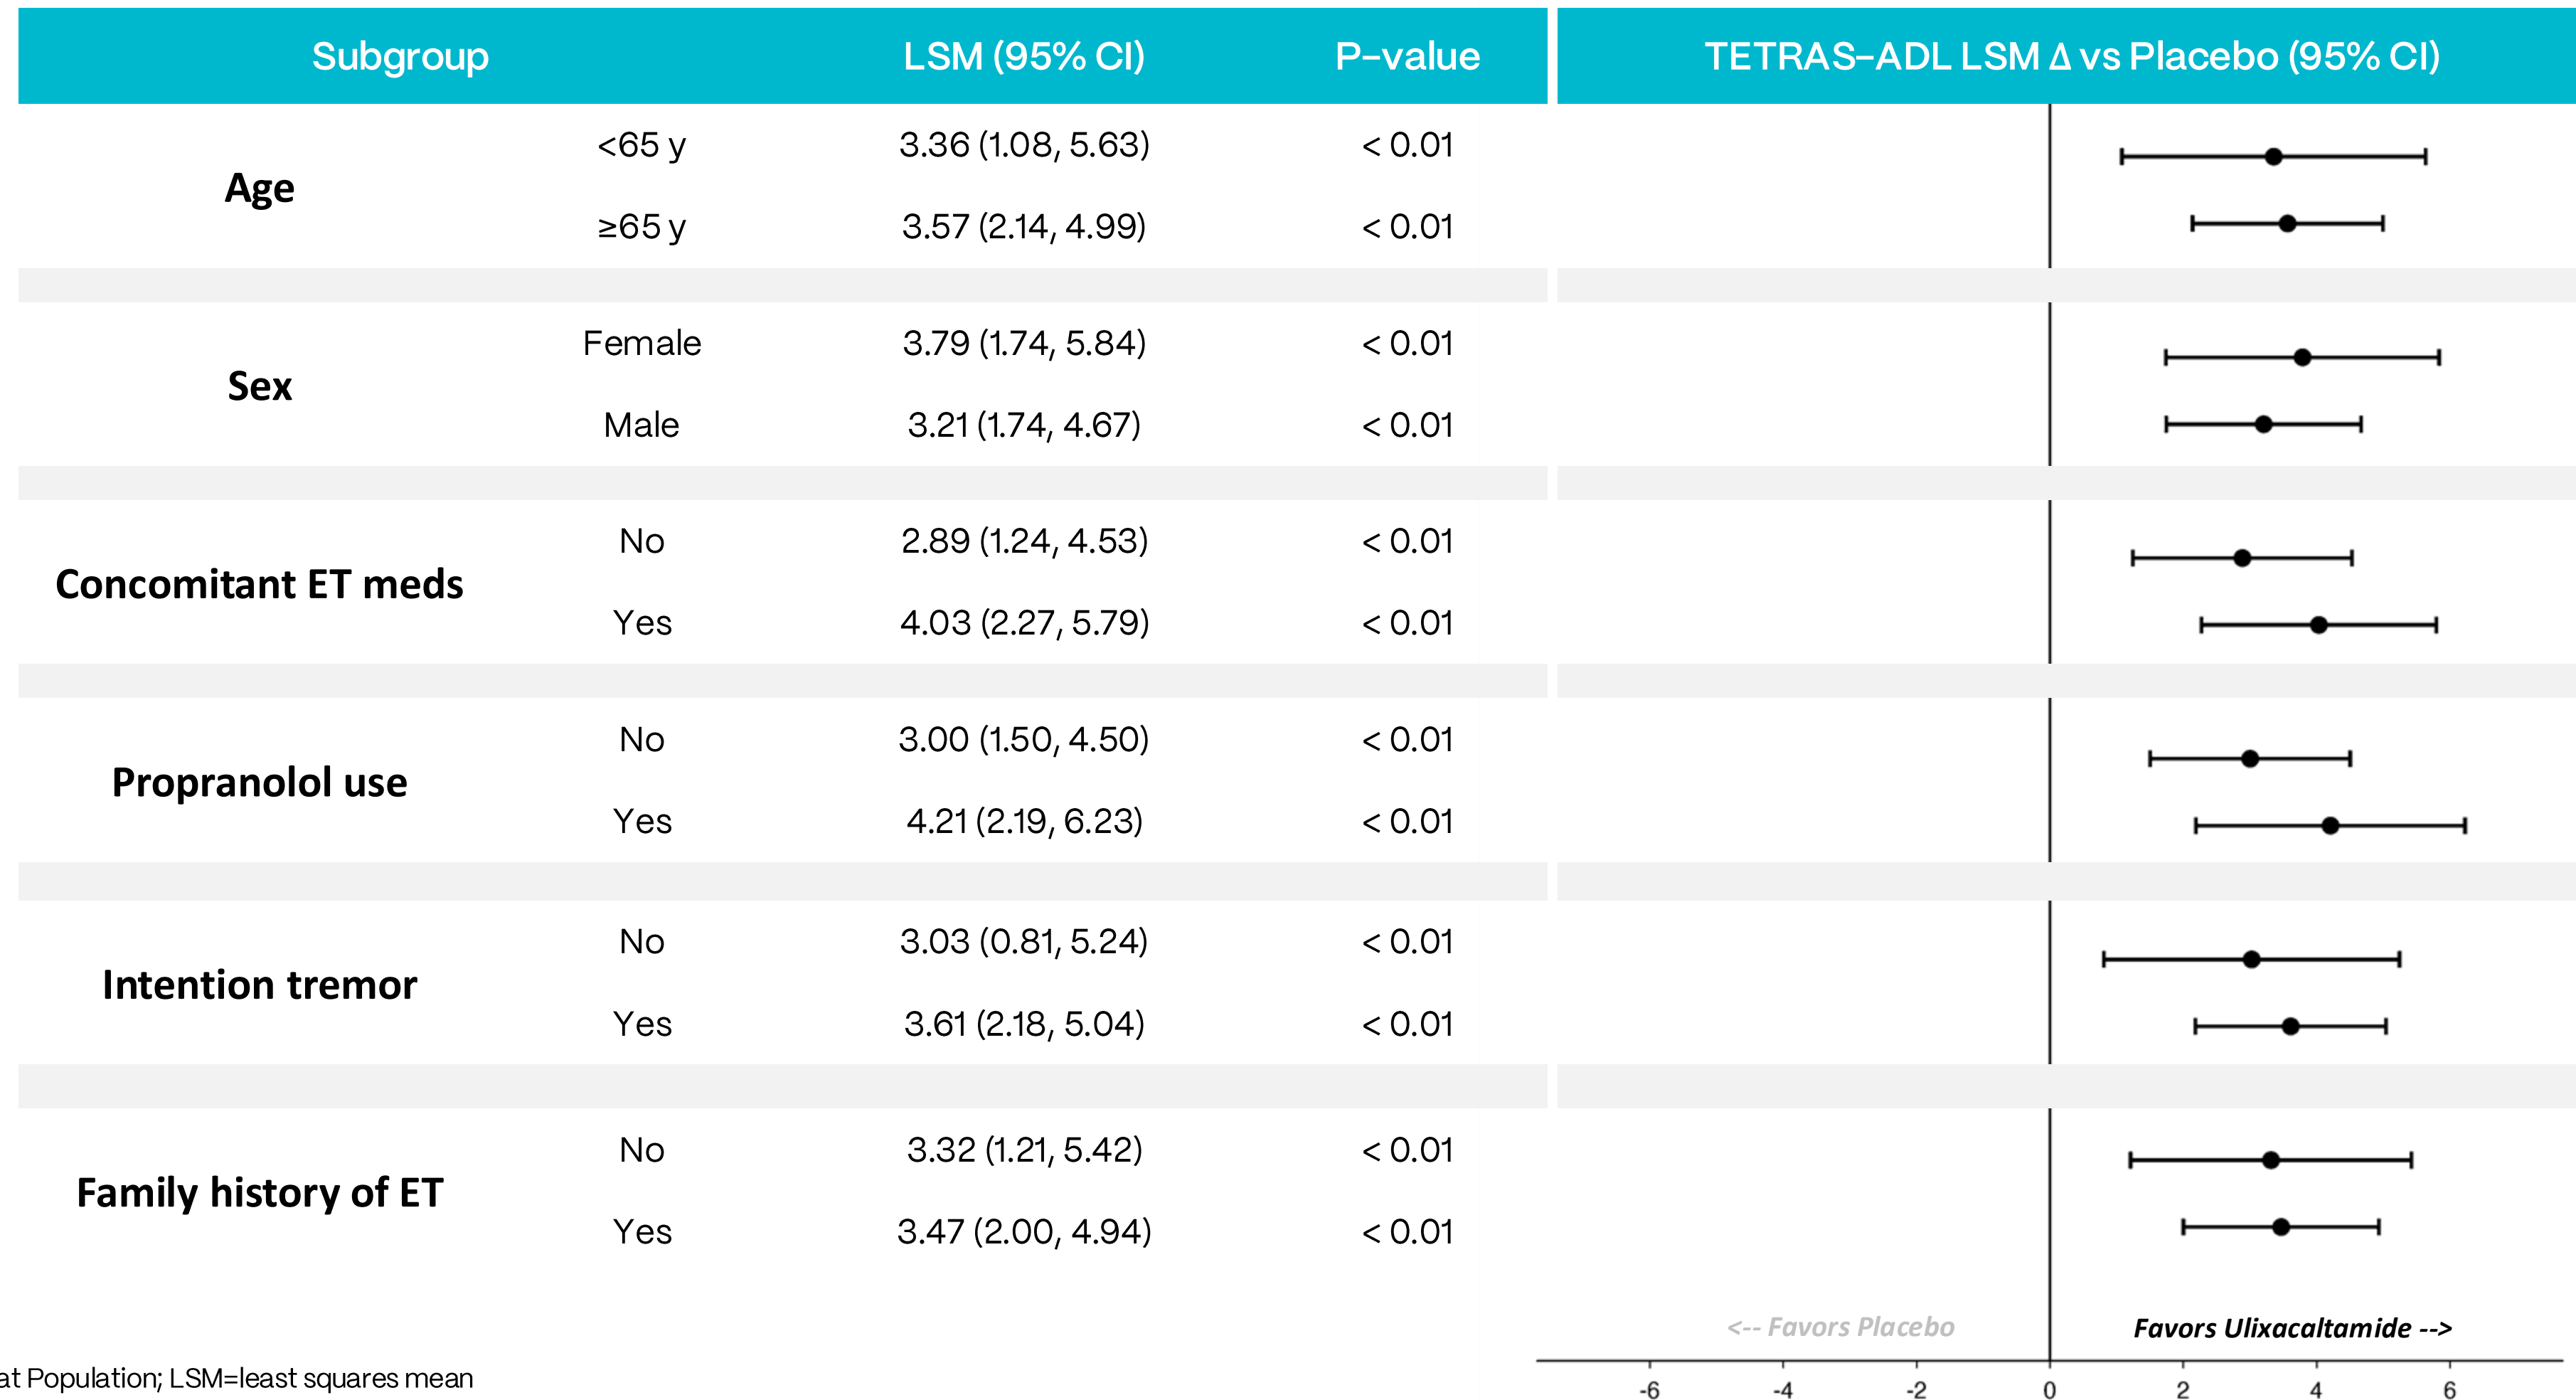 Subgroup LSM (95% CI) P-value TETRAS-ADL LSM Δ vs Placebo (95% CI)
Age
<65 y 3.36 (1.08, 5.63) < 0.01
≥65 y 3.57 (2.14, 4.99) < 0.01
Sex
Female 3.79 (1.74, 5.84) < 0.01
Male 3.21 (1.74, 4.67) < 0.01
Concomitant ET meds
No 2.89 (1.24, 4.53) < 0.01
Yes 4.03 (2.27, 5.79) < 0.01
Propranolol use
No 3.00 (1.50, 4.50) < 0.01
Yes 4.21 (2.19, 6.23) < 0.01
Intention tremor
No 3.03 (0.81, 5.24) < 0.01
Yes 3.61 (2.18, 5.04) < 0.01
Family history of ET
No 3.32 (1.21, 5.42) < 0.01
Yes 3.47 (2.00, 4.94) < 0.01
<-- Favors Placebo Favors Ulixacaltamide -->
at Population; LSM=least squares mean
-6 -4 -2 0 2 4 6